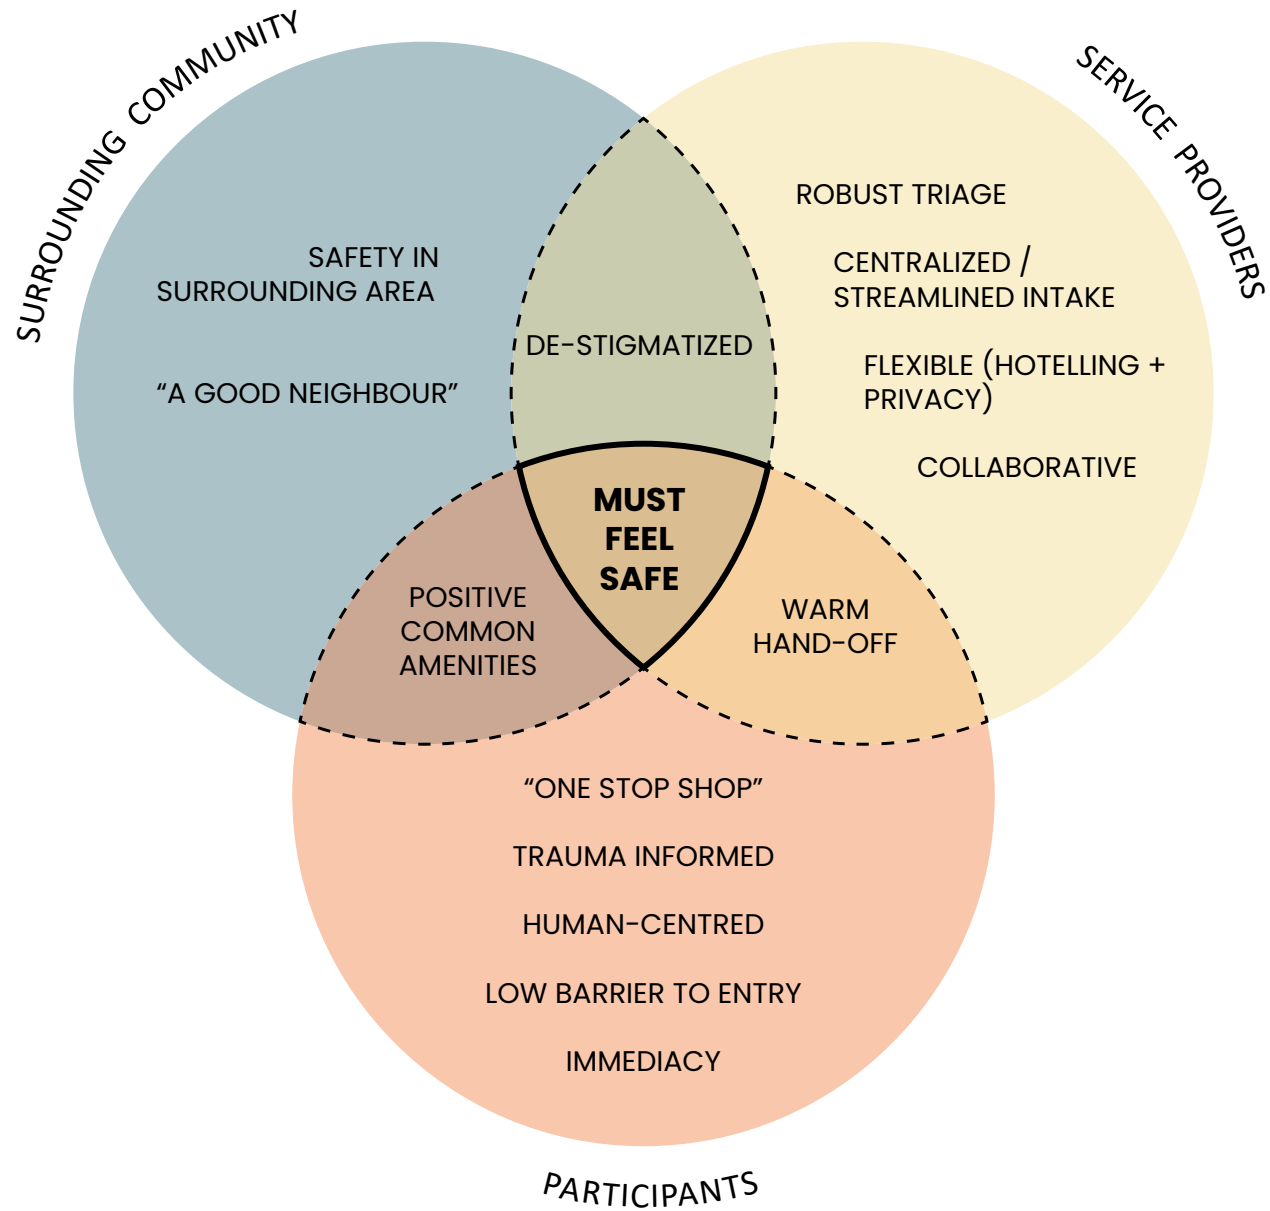 SURROUNDING COMMUNITY
SERVICE PROVIDERS
SAFETY IN
SURROUNDING AREA
“A GOOD NEIGHBOUR”
DE-STIGMATIZED
ROBUST TRIAGE
CENTRALIZED /
STREAMLINED INTAKE
FLEXIBLE (HOTELLING +
PRIVACY)
COLLABORATIVE
MUST
FEEL
SAFE
POSITIVE
COMMON
AMENITIES
WARM
HAND-OFF
“ONE STOP SHOP”
TRAUMA INFORMED
HUMAN-CENTRED
LOW BARRIER TO ENTRY
IMMEDIACY
PARTICIPANTS